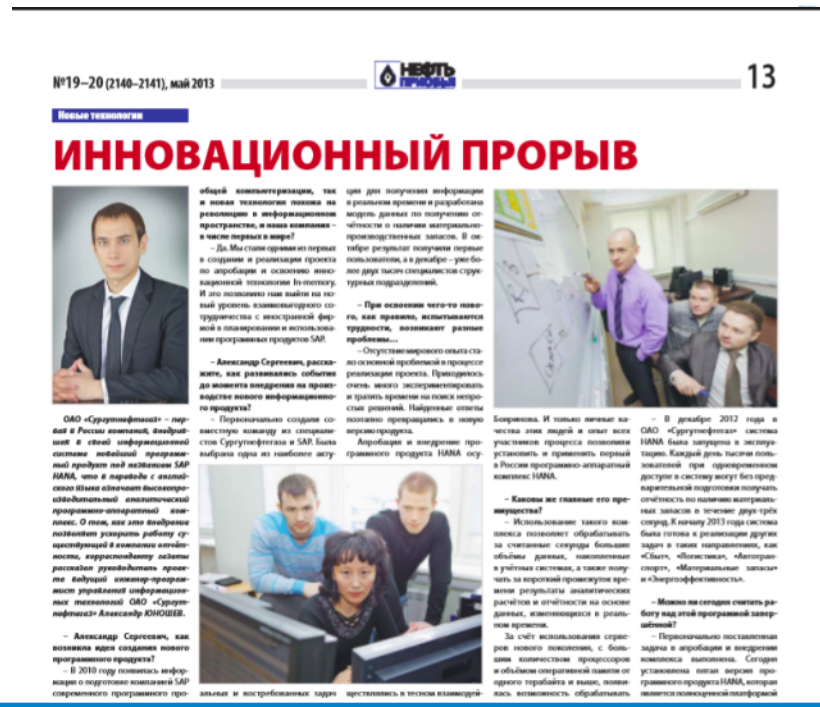 №19–20 (2140–2141), май 2013
НЕФТЬ
ПРИОБЬЯ
13
Новые технологии
ИННОВАЦИОННЫЙ ПРОРЫВ
ОАО «Сургутнефтегаз» – пер-
вая в России компания, внедрив-
шая в своей информационной
системе новейший программ-
ный продукт под названием SAP
HANA, что в переводе с англий-
ского языка означает высокопро-
изводительный аналитический
программно-аппаратный ком-
плекс. О том, как это внедрение
позволяет ускорить работу су-
ществующей в компании отчёт-
ности, корреспонденту газеты
рассказал руководитель проек-
та ведущий инженер-програм-
мист управления информацион-
ных технологий ОАО «Сургут-
нефтегаз» Александр ЮНОШЕВ.
– Александр Сергеевич, как
возникла идея создания нового
программного продукта?
– В 2010 году появилась инфор-
мация о подготовке компанией SAP
современного программного про-
общей компьютеризации, так
и новая технология похожа на
революцию в информационном
пространстве, и наша компания –
в числе первых в мире?
– Да. Мы стали одними из первых
в создании и реализации проекта
по апробации и освоению инно-
вационной технологии In-memory.
И это позволило нам выйти на но-
вый уровень взаимовыгодного со-
трудничества с иностранной фир-
мой в планировании и использова-
нии программных продуктов SAP.
– Александр Сергеевич, расска-
жите, как развивались события
до момента внедрения на произ-
водстве нового информационно-
го продукта?
– Первоначально создали со-
вместную команду из специали-
стов Сургутнефтегаза и SAP. Была
выбрана одна из наиболее акту-
альных и востребованных задач
ция для получения информации
в реальном времени и разработана
модель данных по получению от-
чётности о наличии материально-
производственных запасов. В ок-
тябре результат получили первые
пользователи, а в декабре – уже бо-
лее двух тысяч специалистов струк-
турных подразделений.
– При освоении чего-то ново-
го, как правило, испытываются
трудности, возникают разные
проблемы...
– Отсутствие мирового опыта ста-
ло основной проблемой в процессе
реализации проекта. Приходилось
очень много экспериментировать
и тратить времени на поиск непро-
стых решений. Найденные ответы
поэтапно превращались в новую
версию продукта.
Апробация и внедрение про-
граммного продукта HANA осу-
ществлялись в тесном взаимодей-
Бояринова. И только личные ка-
чества этих людей и опыт всех
участников процесса позволили
установить и применить первый
в России программно-аппаратный
комплекс HANA.
– Каковы же главные его пре-
имущества?
– Использование такого ком-
плекса позволяет обрабатывать
за считанные секунды большие
объёмы данных, накопленные
в учётных системах, а также полу-
чать за короткий промежуток вре-
мени результаты аналитических
расчётов и отчётности на основе
данных, изменяющихся в реаль-
ном времени.
За счёт использования серве-
ров нового поколения, с боль-
шим количеством процессоров
и объёмом оперативной памяти от
одного терабайта и выше, появи-
лась возможность обрабатывать
– В декабре 2012 года в
ОАО «Сургутнефтегаз» система
HANA была запущена в эксплуа-
тацию. Каждый день тысячи поль-
зователей при одновременном
доступе в систему могут без пред-
варительной подготовки получать
отчётность по наличию материаль-
ных запасов в течение двух-трёх
секунд. К началу 2013 года система
была готова к реализации других
задач в таких направлениях, как
«Сбыт», «Логистика», «Автотран-
спорт», «Материальные запасы»
и «Энергоэффективность».
– Можно ли сегодня считать ра-
боту над этой программой завер-
шённой?
– Первоначально поставленная
задача в апробации и внедрении
комплекса выполнена. Сегодня
установлена пятая версия про-
граммного продукта HANA, которая
является полноценной платформой